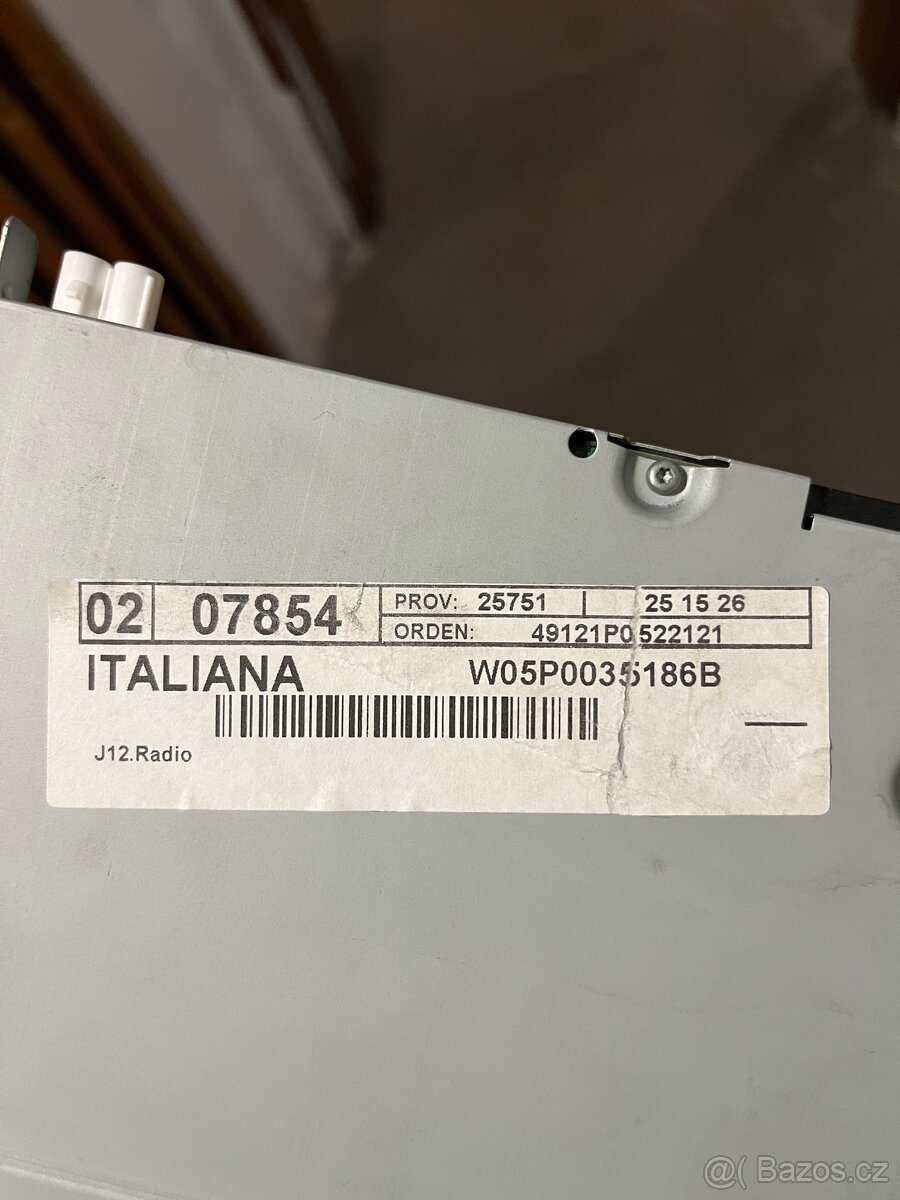 02 07854 PROV: 25751 25 15 26
ORDEN: 49121P0522121
ITALIANA W05P0035186B
J12.Radio
@( Bazos.cz